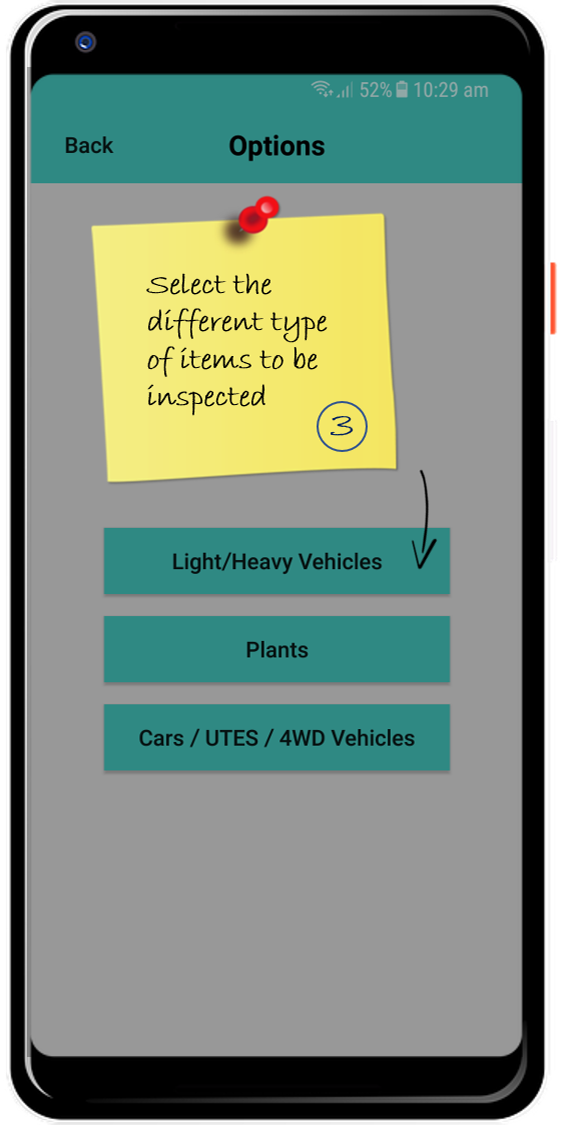 52% 10:29 am
Back Options
Select the
different type
of items to be
inspected
3
Light/Heavy Vehicles
Plants
Cars / UTES / 4WD Vehicles